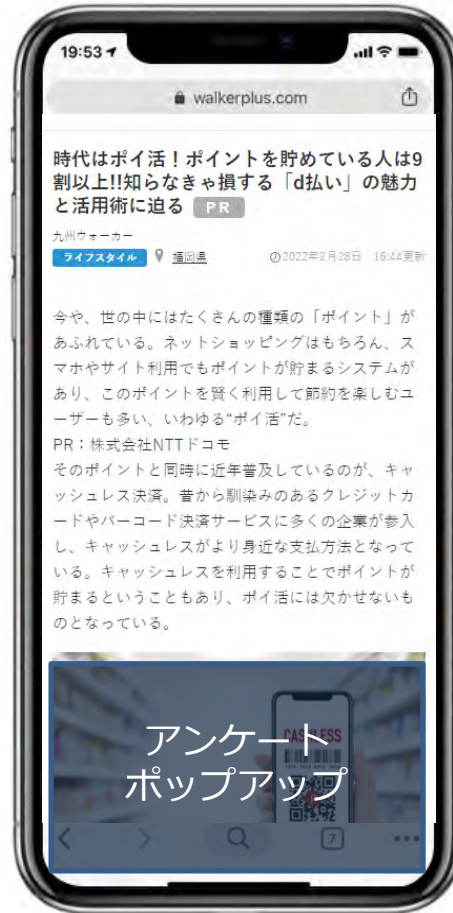 19:53
walkerplus.com
時代はポイ活！ポイントを貯めている人は9
割以上!!知らなきゃ損する「d払い」の魅力
と活用術に迫る PR
九州ウォーカー
ライフスタイル 福岡県 2022年2月28日 16:44更新
今や、世の中にはたくさんの種類の「ポイント」が
あふれている。ネットショッピングはもちろん、ス
マホやサイト利用でもポイントが貯まるシステムが
あり、このポイントを賢く利用して節約を楽しむユ
ーザーも多い、いわゆる“ポイ活”だ。
PR：株式会社NTTドコモ
そのポイントと同時に近年普及しているのが、キャ
ッシュレス決済。昔から馴染みのあるクレジットカ
ードやバーコード決済サービスに多くの企業が参入
し、キャッシュレスがより身近な支払方法となって
いる。キャッシュレスを利用することでポイントが
貯まるということもあり、ポイ活には欠かせないも
のとなっている。
CASHLESS
アンケート
ポップアップ
7